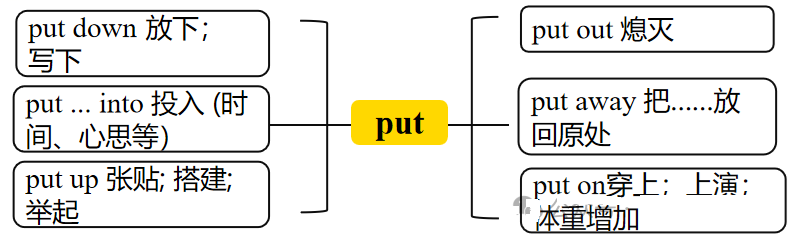 put down 放下；
写下
put ... into 投入 (时
间、心思等）
put up 张贴; 搭建;
举起
put
put out 熄灭
put away 把......放
回原处
put on穿上；上演；
体重增加